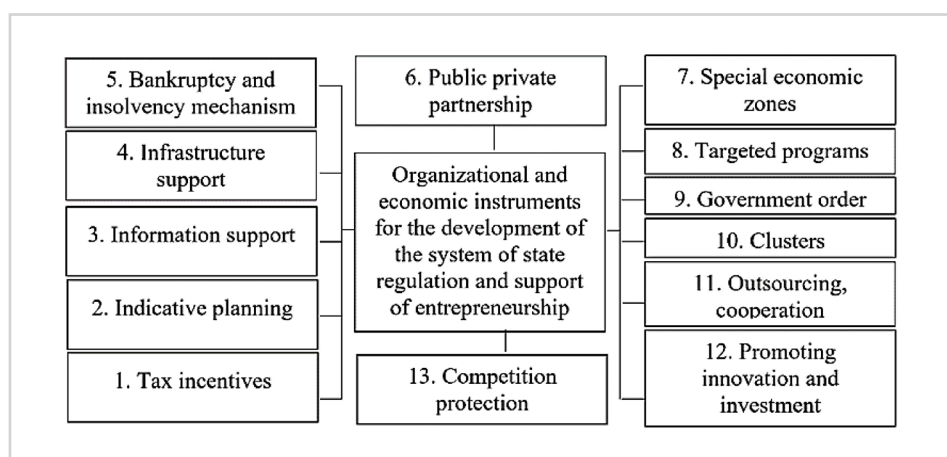 5. Bankruptcy and
insolvency mechanism
4. Infrastructure
support
3. Information support
2. Indicative planning
1. Tax incentives
6. Public private
partnership
Organizational and
economic instruments
for the development of
the system of state
regulation and support
of entrepreneurship
13. Competition
protection
7. Special economic
zones
8. Targeted programs
9. Government order
10. Clusters
11. Outsourcing,
cooperation
12. Promoting
innovation and
investment